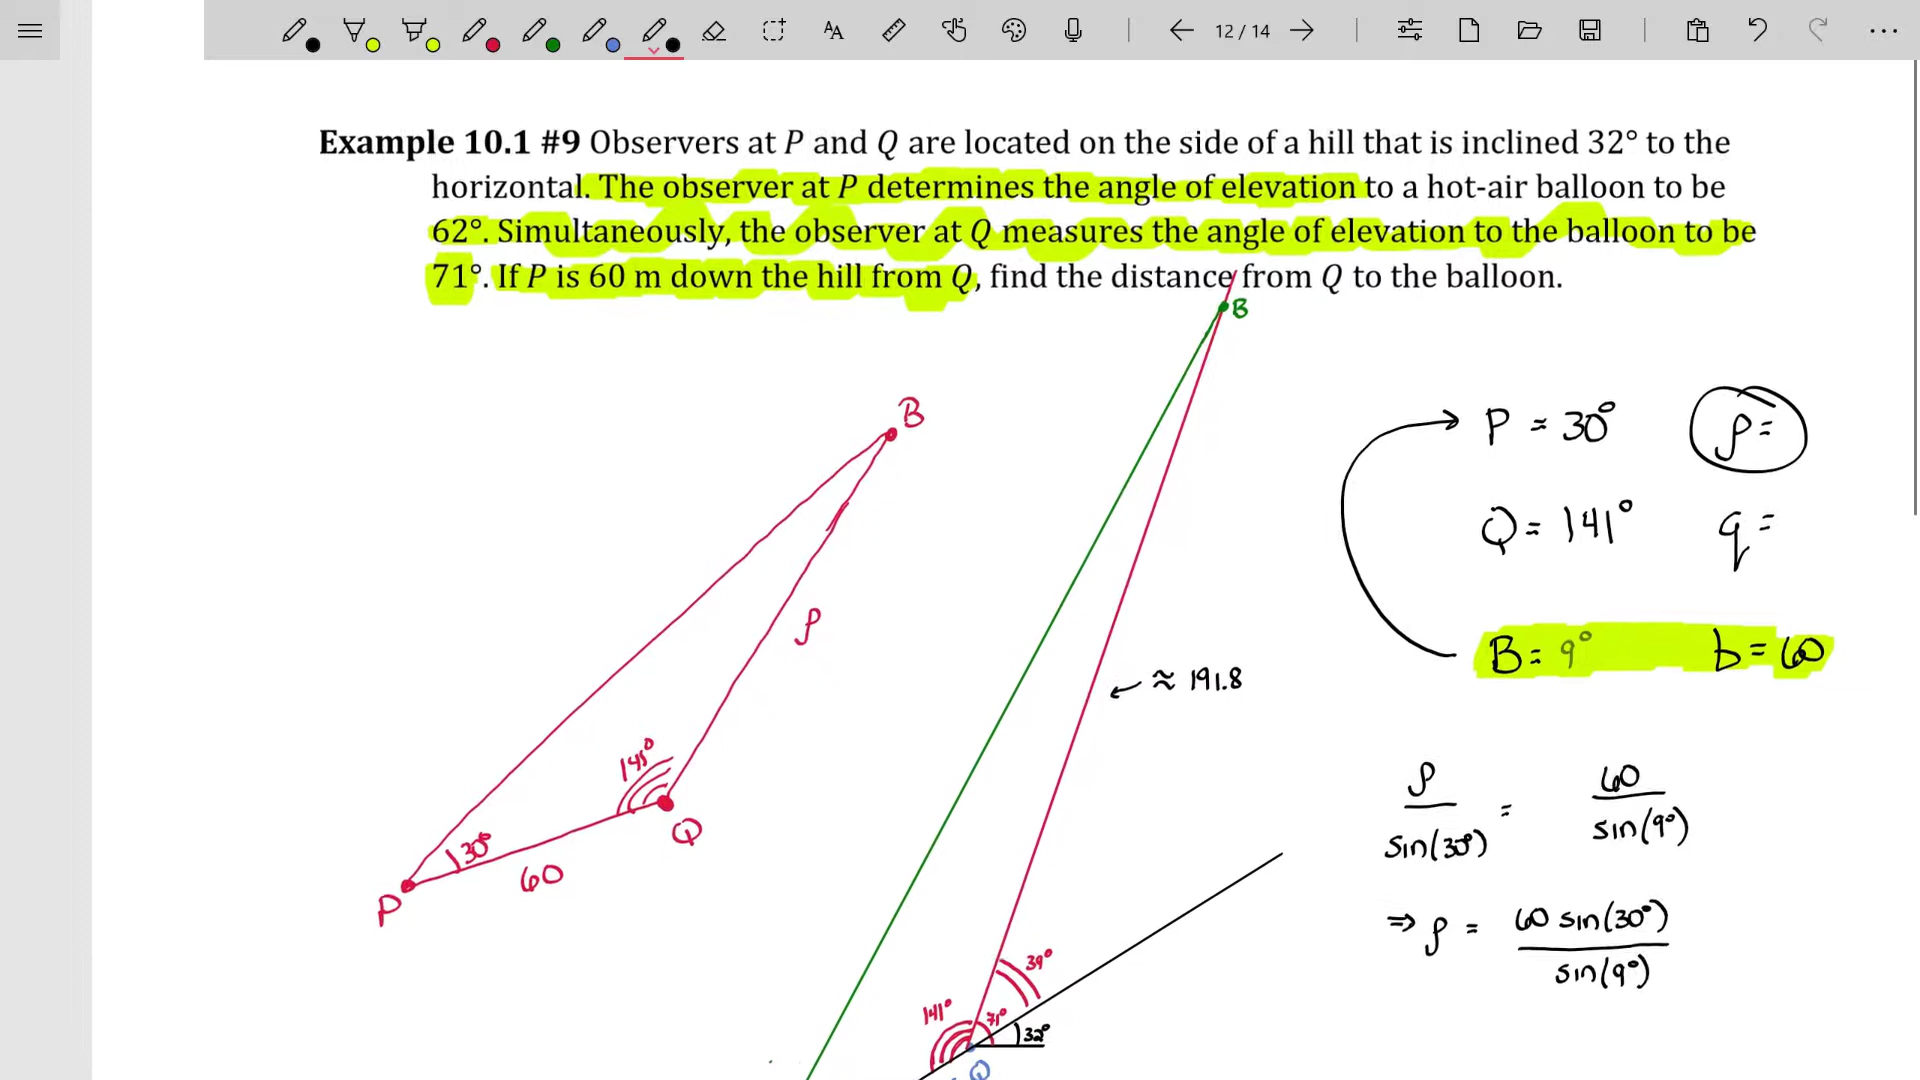 12 / 14
Example 10.1 #9 Observers at P and Q are located on the side of a hill that is inclined 32° to the
horizontal. The observer at P determines the angle of elevation to a hot-air balloon to be
62°. Simultaneously, the observer at Q measures the angle of elevation to the balloon to be
71°. If P is 60 m down the hill from Q, find the distance from Q to the balloon.
B
B
P = 30° p =
Q = 141° q =
B = 9° b = 60
p
≈ 191.8
141°
Q
30°
60
P
p/sin(30°) = 60/sin(9°)
⇒ p = 60 sin(30°)/sin(9°)
39°
141°
71°
32°
Q